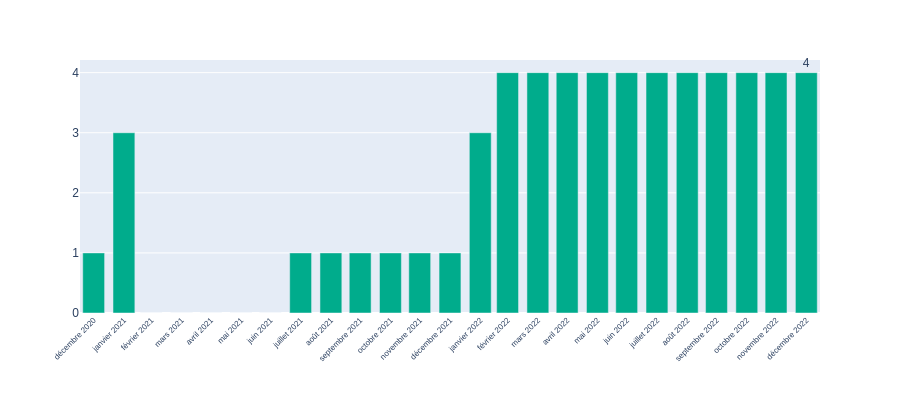 4
4
3
2
1
0
décembre 2020
janvier 2021
février 2021
mars 2021
avril 2021
mai 2021
juin 2021
juillet 2021
août 2021
septembre 2021
octobre 2021
novembre 2021
décembre 2021
janvier 2022
février 2022
mars 2022
avril 2022
mai 2022
juin 2022
juillet 2022
août 2022
septembre 2022
octobre 2022
novembre 2022
décembre 2022